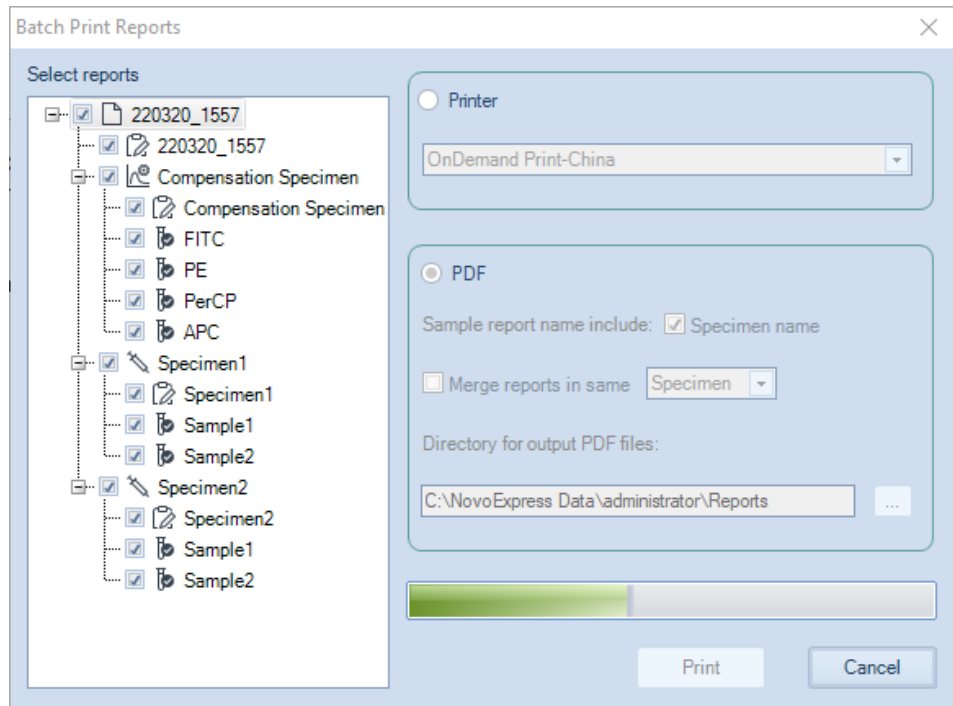 Batch Print Reports
Select reports
220320_1557
220320_1557
Compensation Specimen
Compensation Specimen
FITC
PE
PerCP
APC
Specimen1
Specimen1
Sample1
Sample2
Specimen2
Specimen2
Sample1
Sample2
Printer
OnDemand Print-China
PDF
Sample report name include: Specimen name
Merge reports in same Specimen
Directory for output PDF files:
C:\NovoExpress Data\administrator\Reports ...
Print Cancel